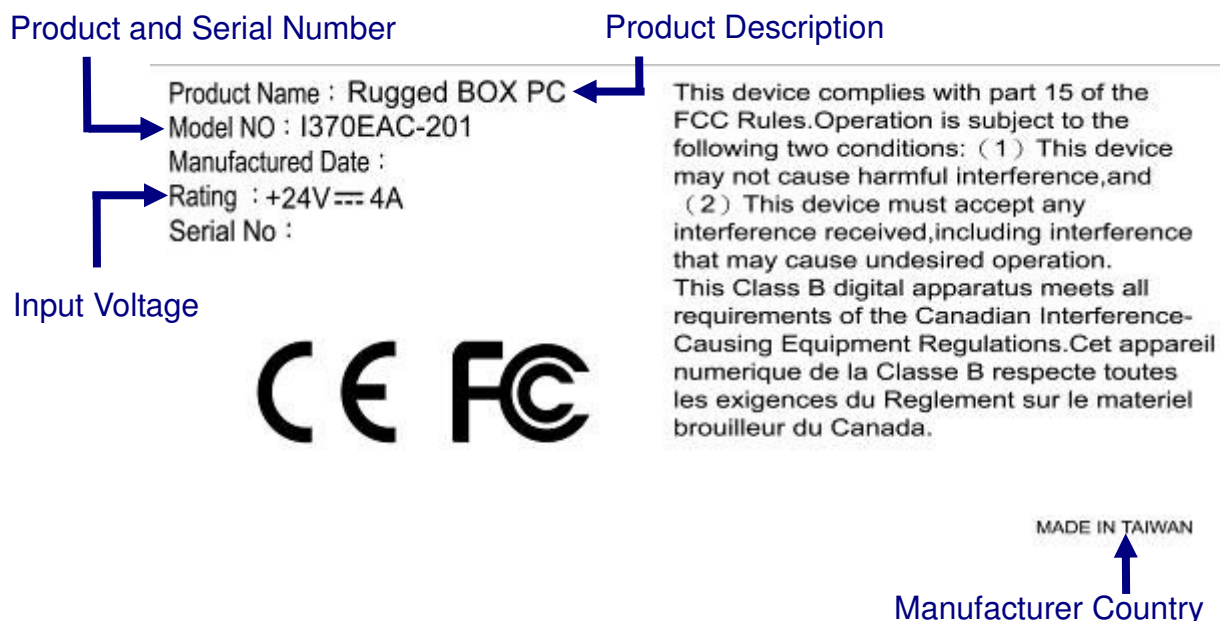 Product and Serial Number
Product Description
Product Name : Rugged BOX PC
Model NO : I370EAC-201
Manufactured Date :
Rating : +24V⎓ 4A
Serial No :
Input Voltage
CE FC
This device complies with part 15 of the
FCC Rules.Operation is subject to the
following two conditions:（1）This device
may not cause harmful interference,and
（2）This device must accept any
interference received,including interference
that may cause undesired operation.
This Class B digital apparatus meets all
requirements of the Canadian Interference-
Causing Equipment Regulations.Cet appareil
numerique de la Classe B respecte toutes
les exigences du Reglement sur le materiel
brouilleur du Canada.
MADE IN TAIWAN
Manufacturer Country